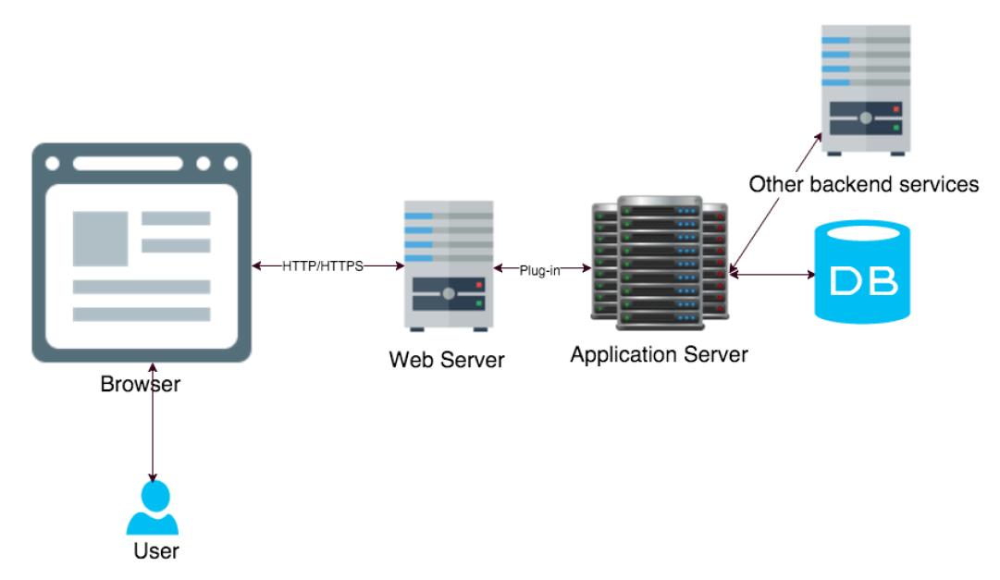 Other backend services
DB
HTTP/HTTPS
Plug-in
Web Server
Application Server
Browser
User